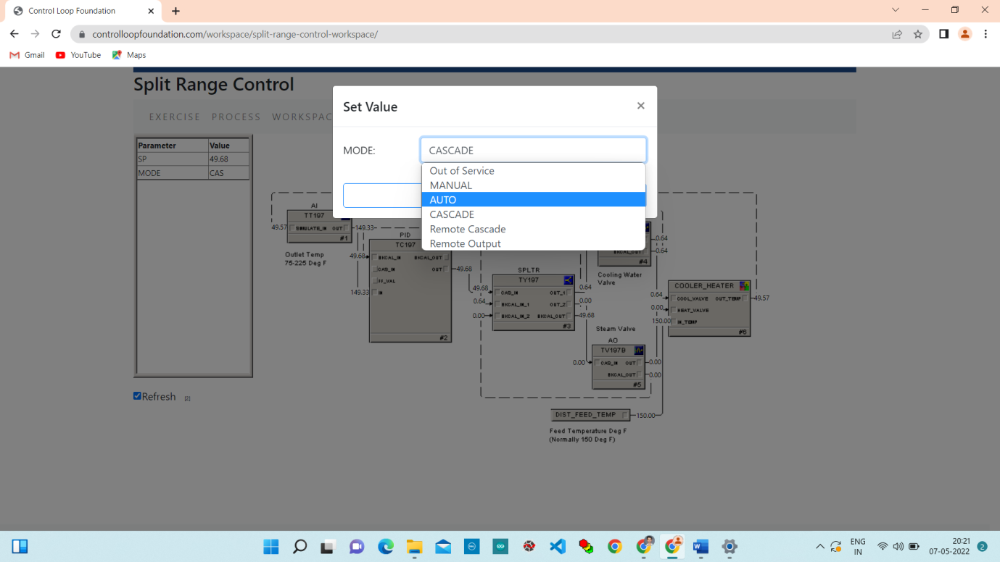 Control Loop Foundation
controlloopfoundation.com/workspace/split-range-control-workspace/
Gmail YouTube Maps
Split Range Control
EXERCISE PROCESS WORKSPAC
Set Value ×
MODE: CASCADE
Out of Service
MANUAL
AUTO
CASCADE
Remote Cascade
Remote Output
Parameter Value
SP 49.68
MODE CAS
AI
TT197
49.57 SIMULATE_IN OUT 149.33
#1
Outlet Temp
75-225 Deg F
PID
TC197
49.68 BKCAL_IN BKCAL_OUT
CAS_IN OUT 49.68
FF_VAL
149.33 IN
#2
SPLTR
TY197
49.68 CAS_IN OUT_1 0.64
0.64 BKCAL_IN_1 OUT_2 0.00
0.00 BKCAL_IN_2 BKCAL_OUT 49.68
#3
0.64
BKCAL_OUT 0.64
#4
Cooling Water
Valve
Steam Valve
AO
TV197B
0.00 CAS_IN OUT 0.00
BKCAL_OUT 0.00
#5
COOLER_HEATER
0.64 COOL_VALVE OUT_TEMP 49.57
0.00 HEAT_VALVE
150.00 IN_TEMP
#6
DIST_FEED_TEMP 150.00
Feed Temperature Deg F
(Normally 150 Deg F)
Refresh [2]
ENG
IN
20:21
07-05-2022
2